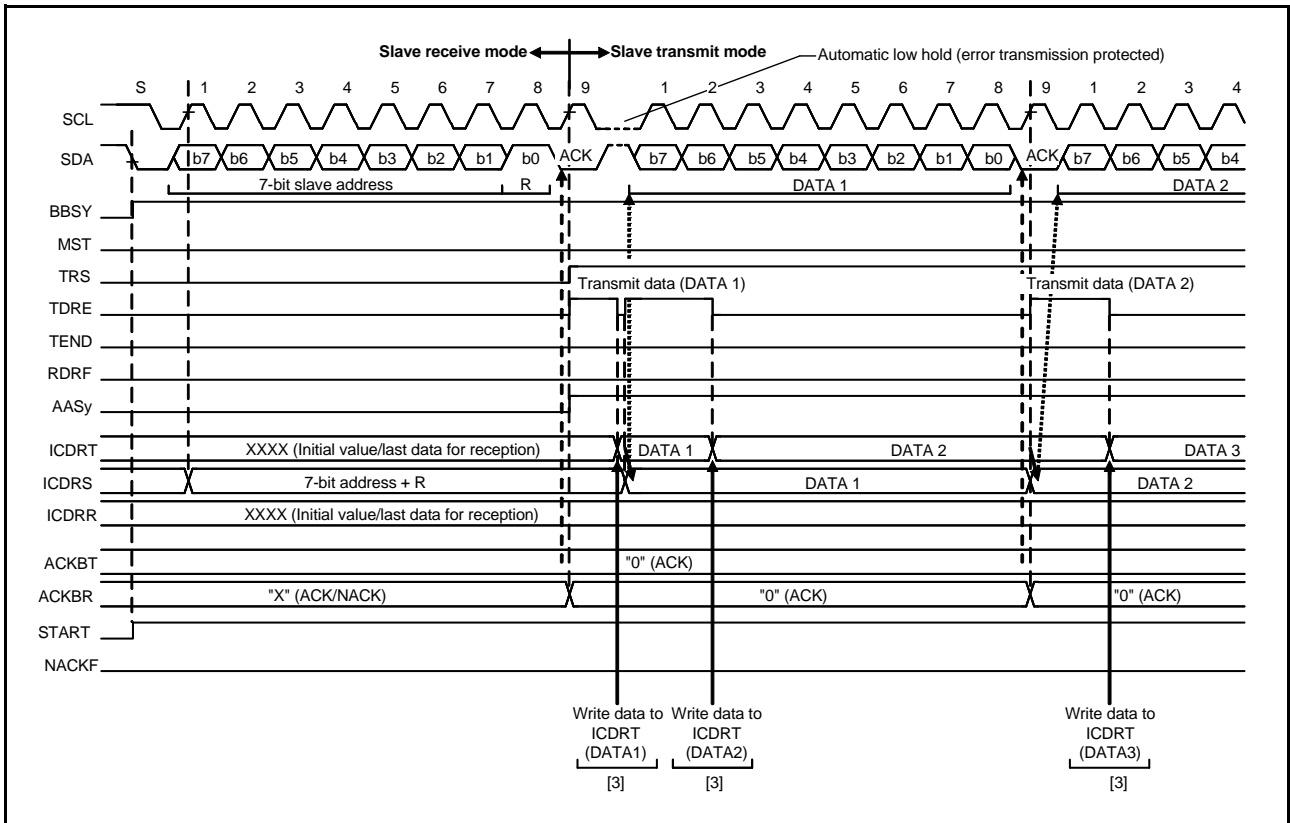 Slave receive mode Slave transmit mode
Automatic low hold (error transmission protected)
S 1 2 3 4 5 6 7 8 9 1 2 3 4 5 6 7 8 9 1 2 3 4
SCL
SDA b7 b6 b5 b4 b3 b2 b1 b0 ACK b7 b6 b5 b4 b3 b2 b1 b0 ACK b7 b6 b5 b4
7-bit slave address R DATA 1 DATA 2
BBSY
MST
TRS
Transmit data (DATA 1) Transmit data (DATA 2)
TDRE
TEND
RDRF
AASy
ICDRT XXXX (Initial value/last data for reception) DATA 1 DATA 2 DATA 3
ICDRS 7-bit address + R DATA 1 DATA 2
ICDRR XXXX (Initial value/last data for reception)
ACKBT "0" (ACK)
ACKBR "X" (ACK/NACK) "0" (ACK) "0" (ACK)
START
NACKF
Write data to Write data to Write data to
ICDRT ICDRT ICDRT
(DATA1) (DATA2) (DATA3)
[3] [3] [3]